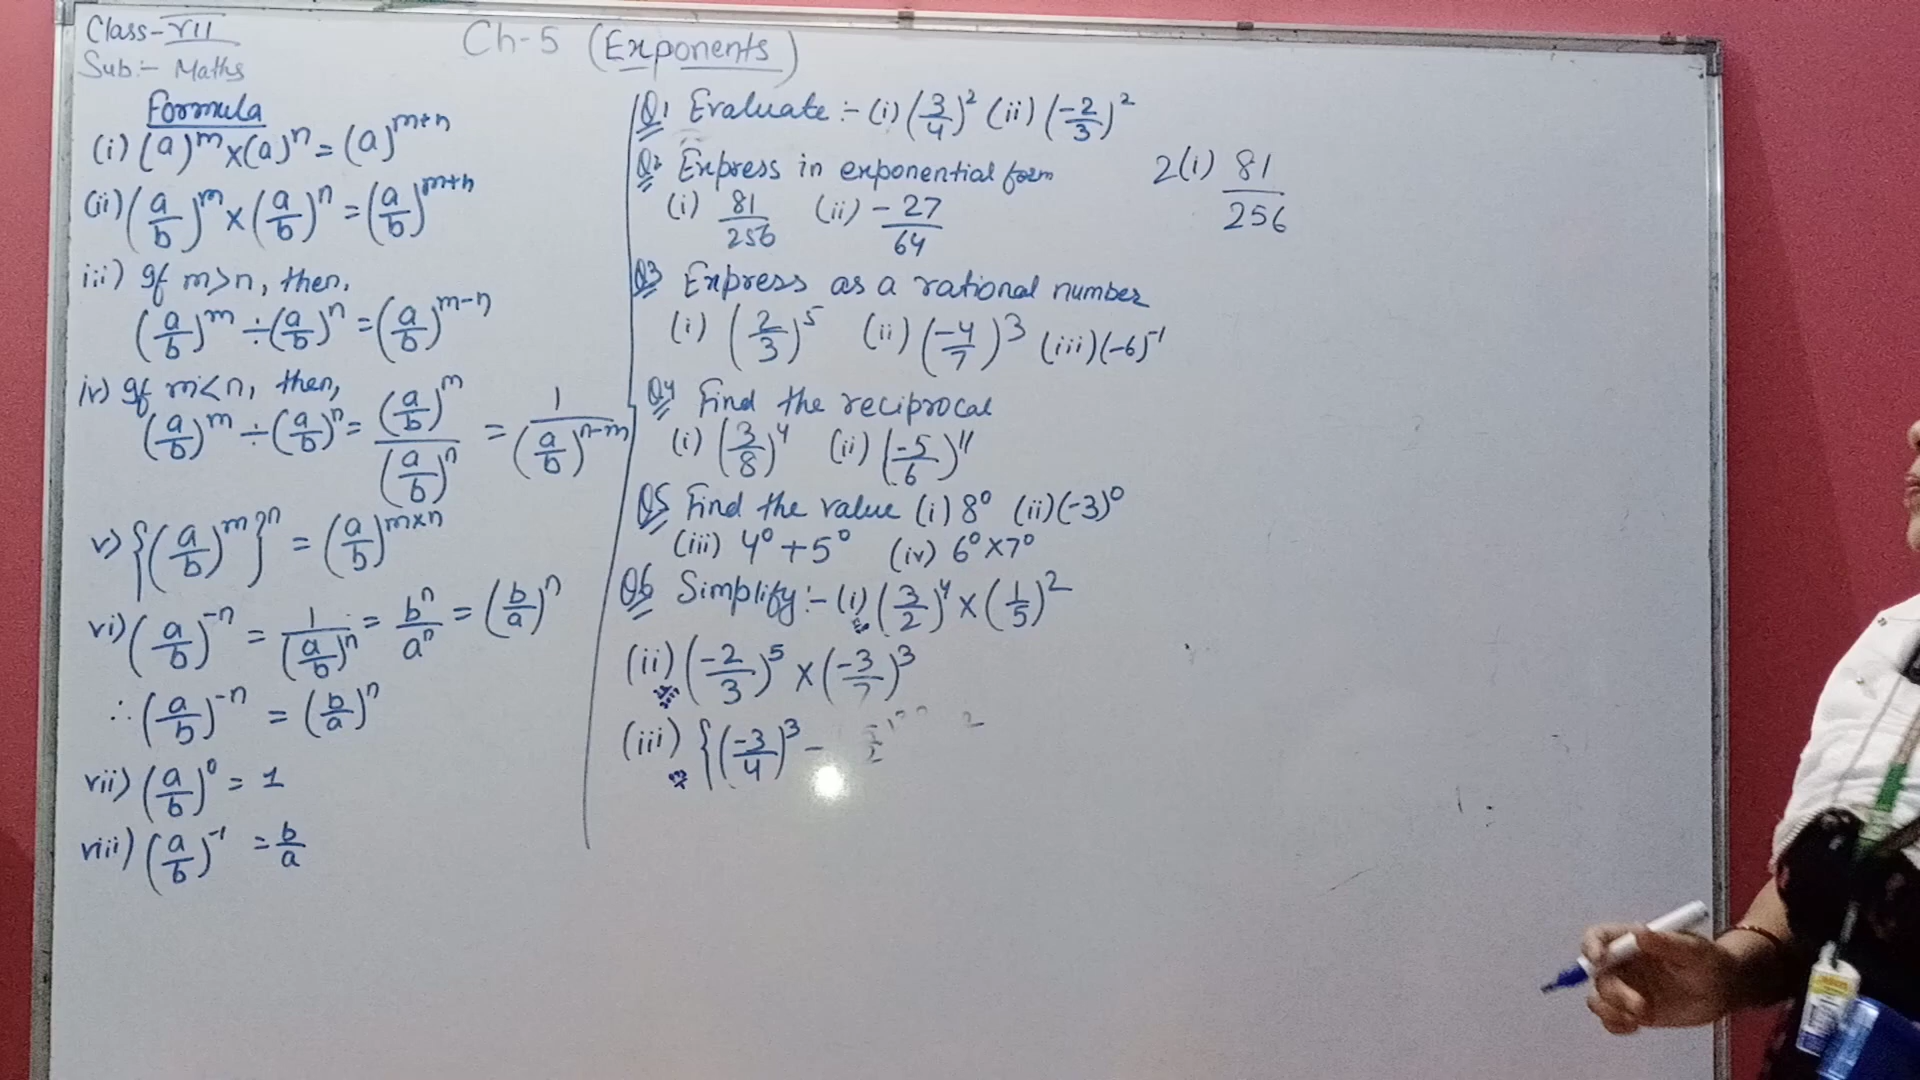 Class-VII
Sub:- Maths
Ch-5 (Exponents)
Formula
(i) (a)^m×(a)^n=(a)^m+n
(ii) (a/b)^m×(a/b)^n=(a/b)^m+n
iii) If m>n, then,
(a/b)^m÷(a/b)^n=(a/b)^m-n
iv) If m<n, then,
(a/b)^m÷(a/b)^n=(a/b)^m/(a/b)^n=1/(a/b)^n-m
v) {(a/b)^m}^n=(a/b)^m×n
vi) (a/b)^-n=1/(a/b)^n=b^n/a^n=(b/a)^n
∴ (a/b)^-n=(b/a)^n
vii) (a/b)^0=1
viii) (a/b)^-1=b/a
Q1 Evaluate:- (i) (3/4)^2 (ii) (-2/3)^2
Q2 Express in exponential form
(i) 81/256 (ii) -27/64
Q3 Express as a rational number
(i) (2/3)^5 (ii) (-4/7)^3 (iii) (-6)^-1
Q4 Find the reciprocal
(i) (3/8)^4 (ii) (-5/6)^11
Q5 Find the value (i) 8^0 (ii) (-3)^0
(iii) 4^0+5^0 (iv) 6^0×7^0
Q6 Simplify:- (i) (3/2)^4×(1/5)^2
(ii) (-2/3)^5×(-3/7)^3
(iii) {(-3/4)^3-
2(i) 81/256